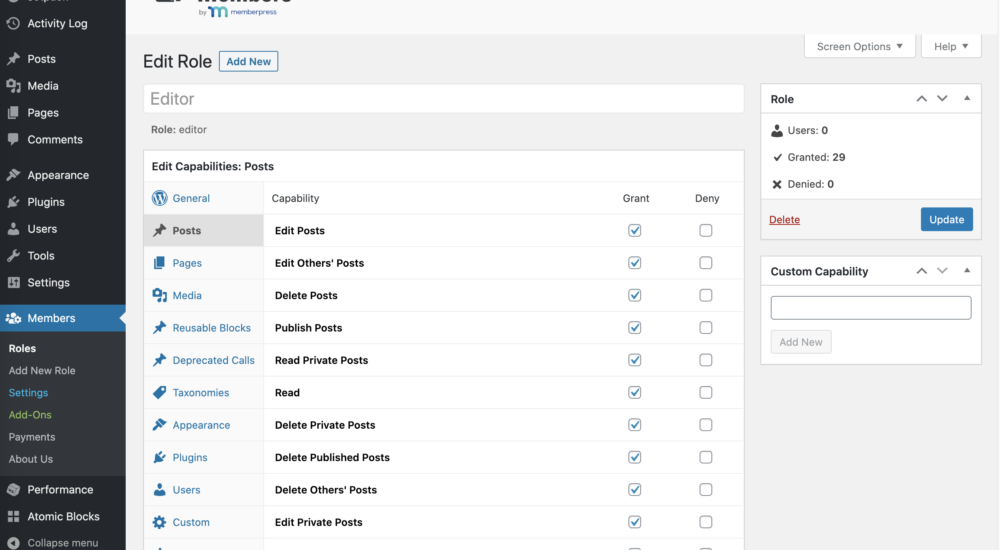 Activity Log
Posts
Media
Pages
Comments
Appearance
Plugins
Users
Tools
Settings
Members
Roles
Add New Role
Settings
Add-Ons
Payments
About Us
Performance
Atomic Blocks
Collapse menu
by memberpress
Screen Options ▼
Help ▼
Edit Role
Add New
Editor
Role: editor
Edit Capabilities: Posts
General
Posts
Pages
Media
Reusable Blocks
Deprecated Calls
Taxonomies
Appearance
Plugins
Users
Custom
Capability Grant Deny
Edit Posts
Edit Others' Posts
Delete Posts
Publish Posts
Read Private Posts
Read
Delete Private Posts
Delete Published Posts
Delete Others' Posts
Edit Private Posts
Role
Users: 0
Granted: 29
Denied: 0
Delete
Update
Custom Capability
Add New